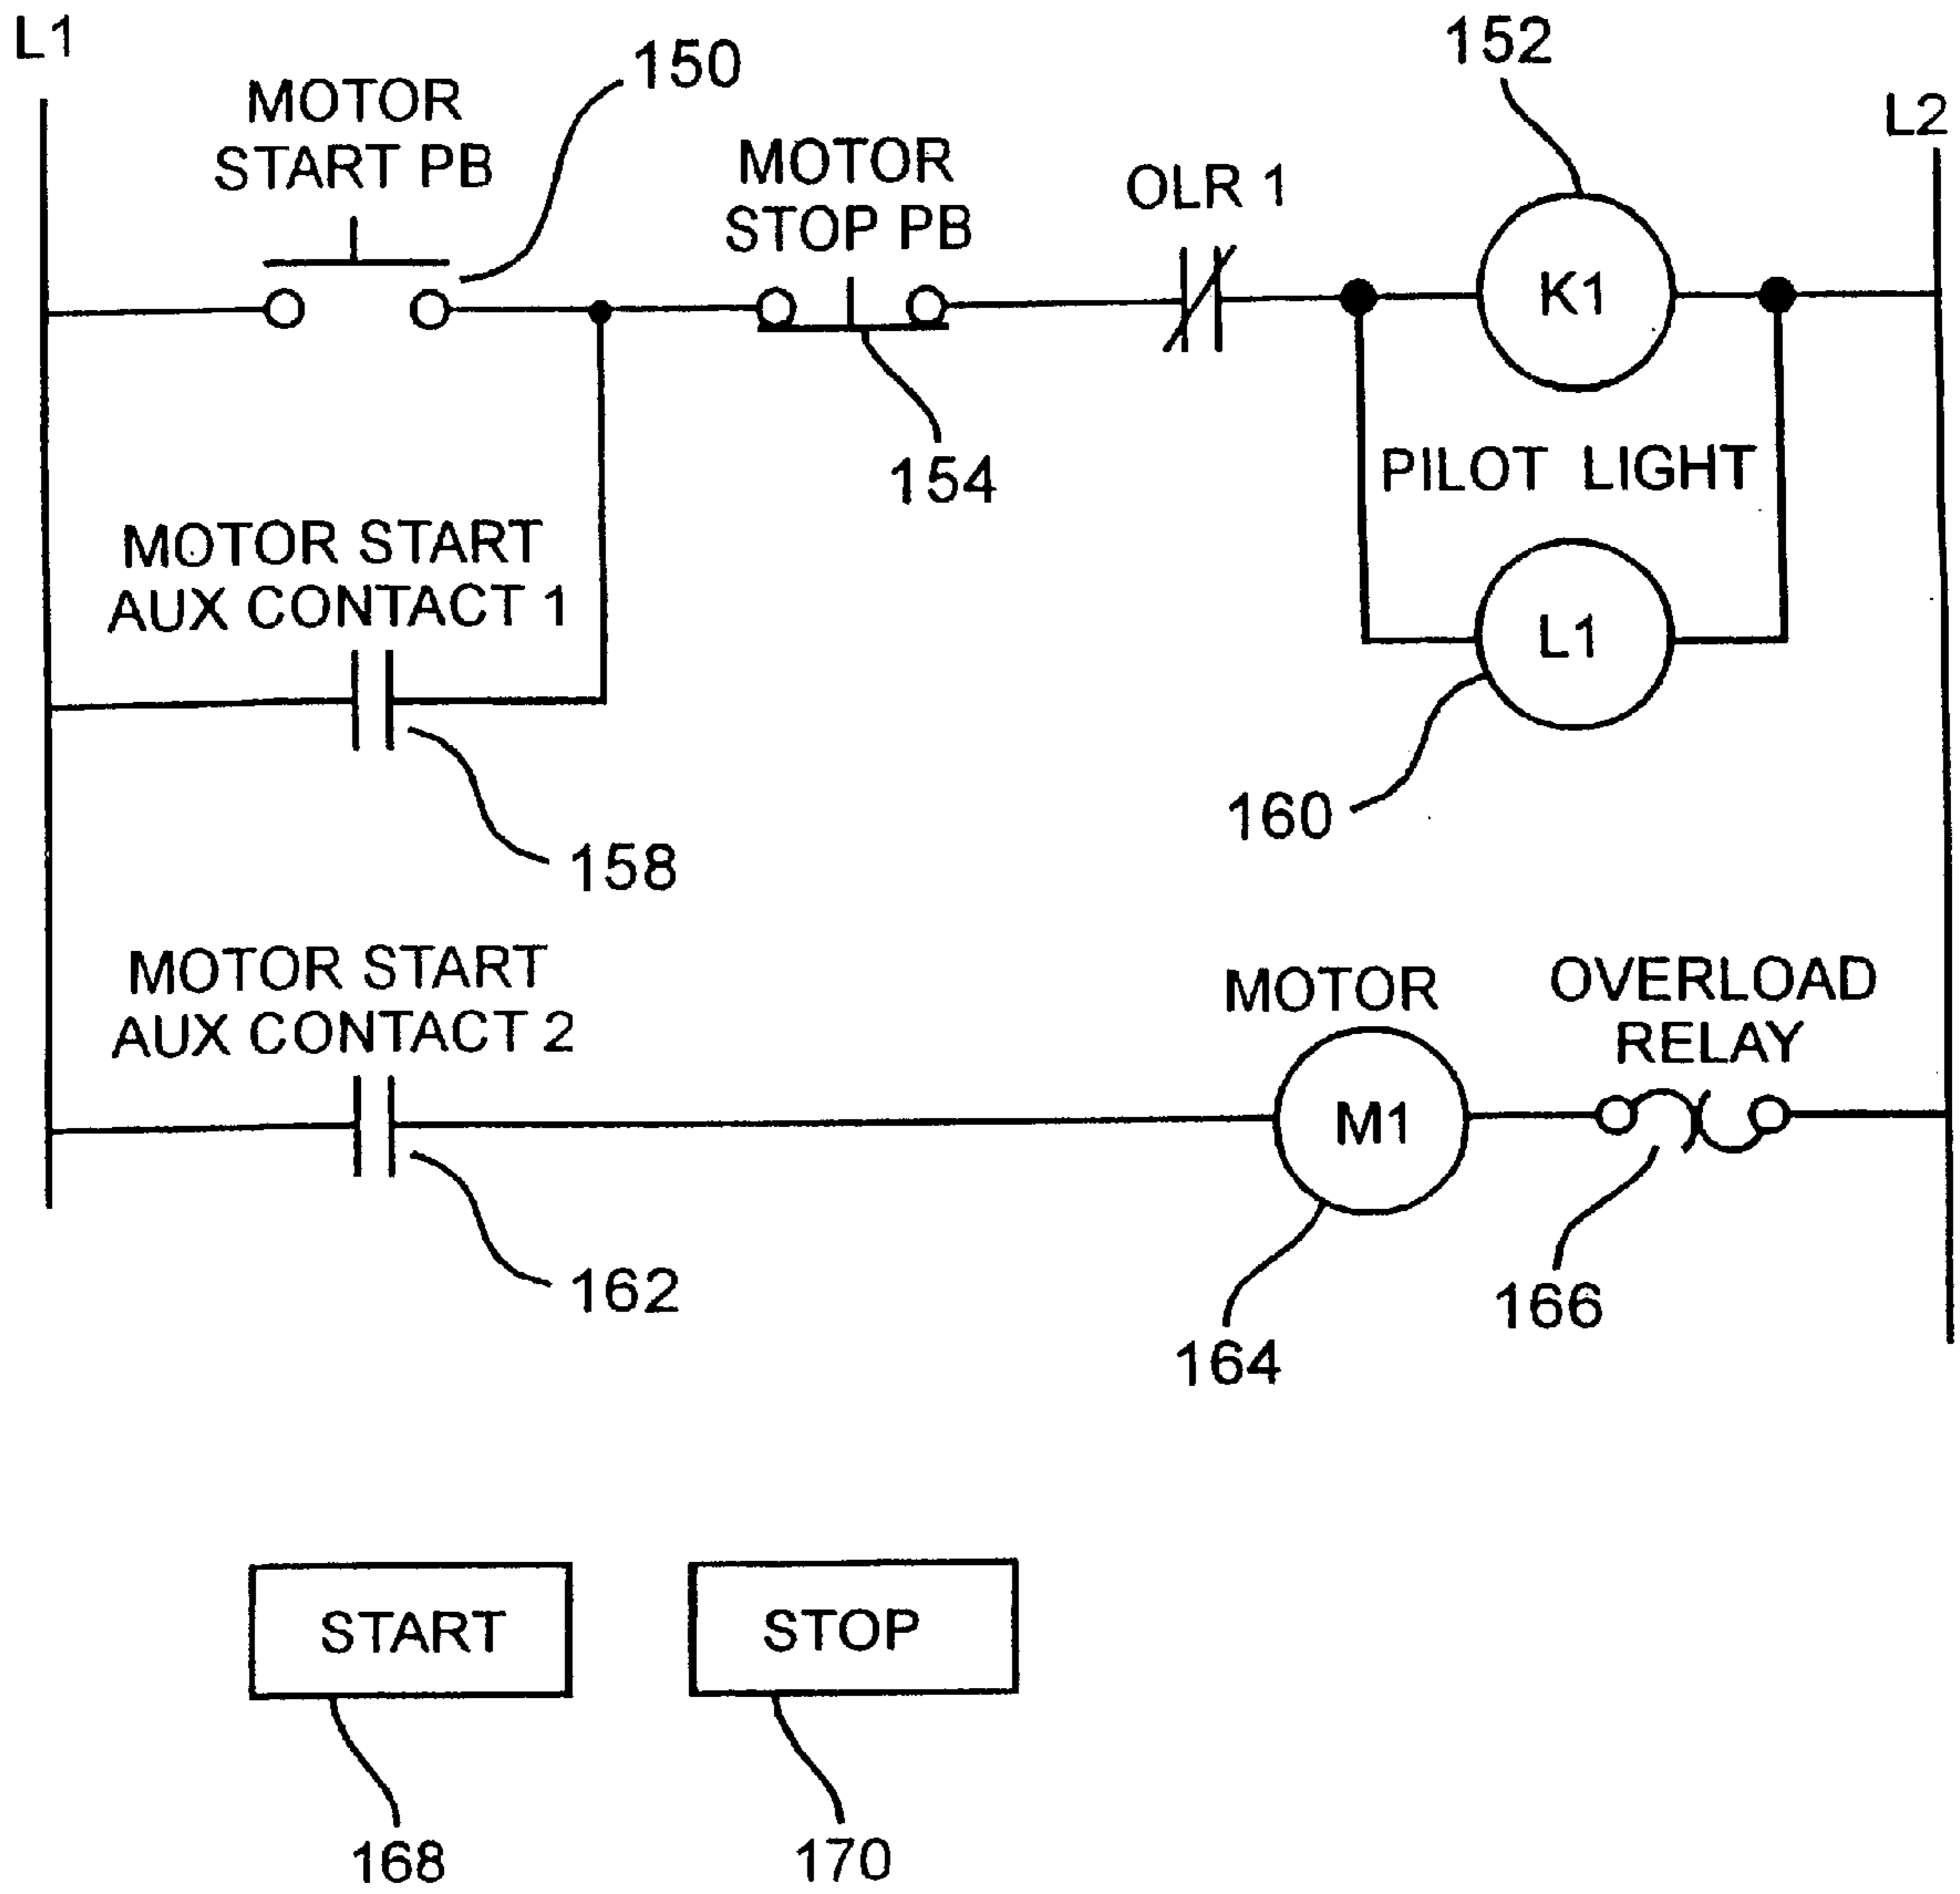 L1
150
152
MOTOR
START PB
L2
MOTOR
STOP PB
OLR 1
K1
154
PILOT LIGHT
MOTOR START
AUX CONTACT 1
L1
160
158
MOTOR START
AUX CONTACT 2
MOTOR
OVERLOAD
RELAY
M1
162
166
164
START
STOP
168
170